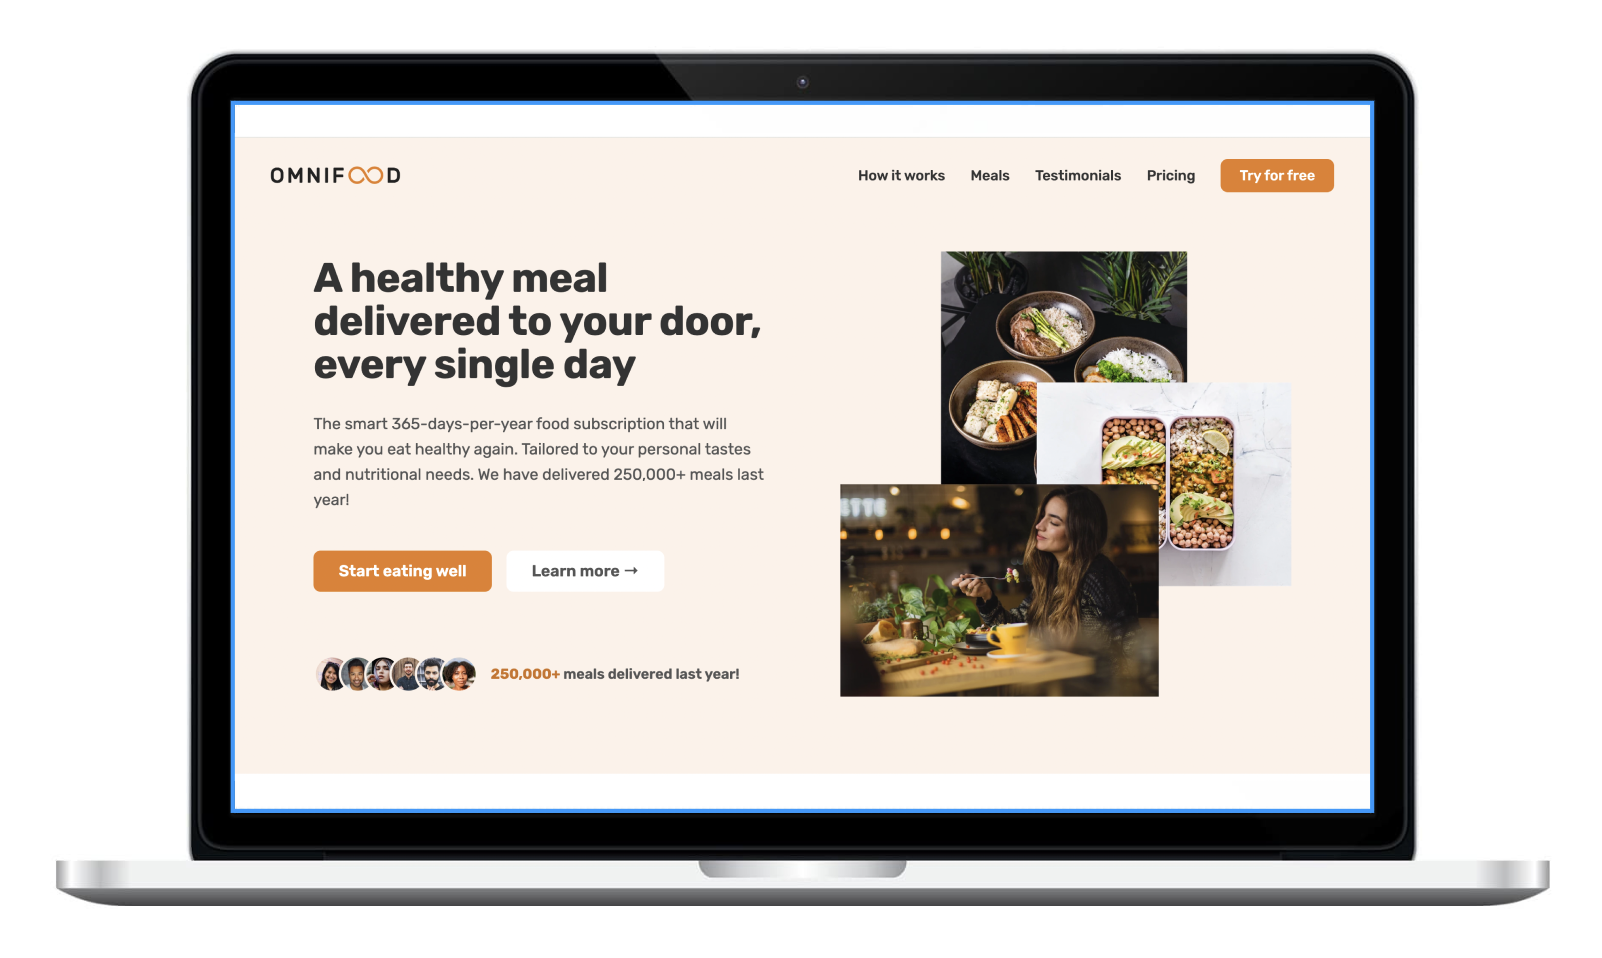 OMNIFOOD
How it works Meals Testimonials Pricing Try for free
A healthy meal
delivered to your door,
every single day
The smart 365-days-per-year food subscription that will
make you eat healthy again. Tailored to your personal tastes
and nutritional needs. We have delivered 250,000+ meals last
year!
Start eating well Learn more →
250,000+ meals delivered last year!